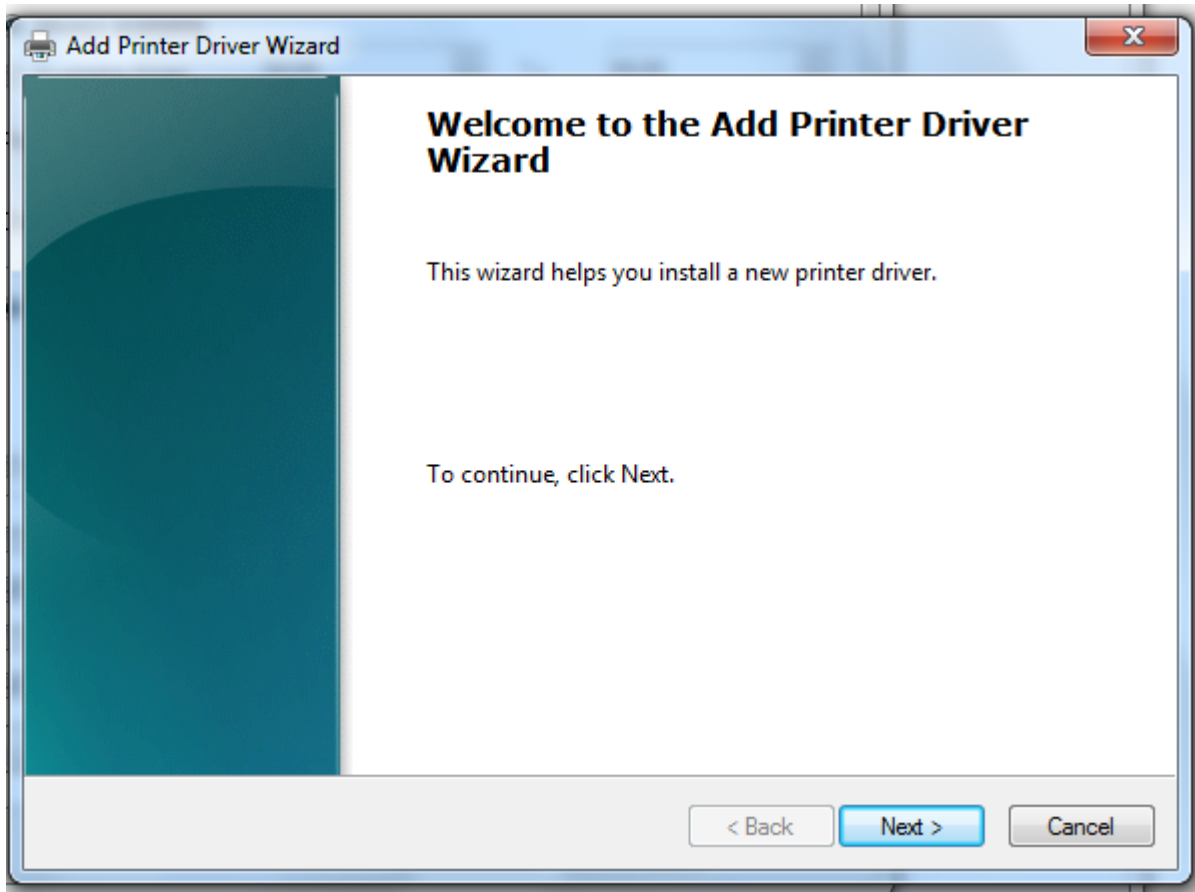 Add Printer Driver Wizard
Welcome to the Add Printer Driver
Wizard
This wizard helps you install a new printer driver.
To continue, click Next.
< Back
Next >
Cancel